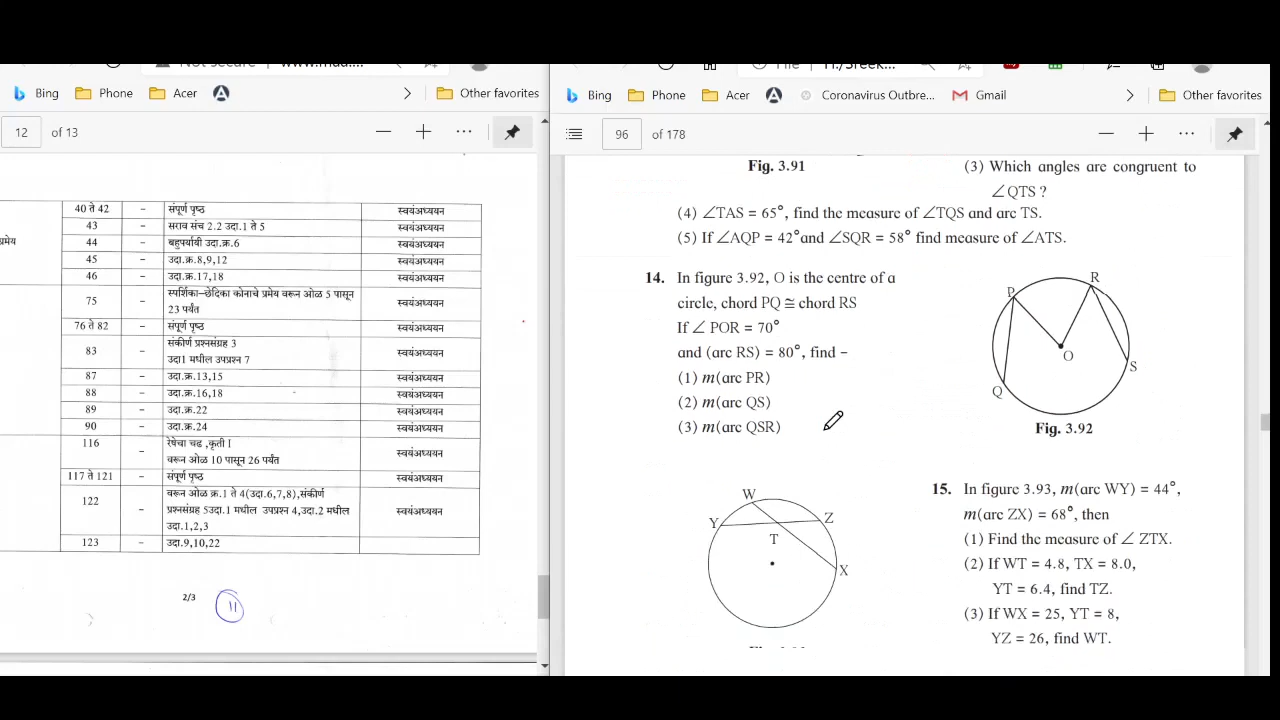 Bing
Phone
Acer
Other favorites
12
of 13
40 ते 42 - संपूर्ण पृष्ठ स्वयंअध्ययन
43 - सराव संच 2.2 उदा.1 ते 5
44 - बहुपर्यायी उदा.क्र.6 स्वयंअध्ययन
45 - उदा.क्र.8,9,12 स्वयंअध्ययन
46 - उदा.क्र.17,18 स्वयंअध्ययन
75 - स्पर्शिका-छेदिका कोनाचे प्रमेय वरून ओळ 5 पासून
23 पर्यंत स्वयंअध्ययन
76 ते 82 - संपूर्ण पृष्ठ स्वयंअध्ययन
83 - संकीर्ण प्रश्नसंग्रह 3
उदा1 मधील उपप्रश्न 7 स्वयंअध्ययन
87 - उदा.क्र.13,15 स्वयंअध्ययन
88 - उदा.क्र.16,18 स्वयंअध्ययन
89 - उदा.क्र.22 स्वयंअध्ययन
90 - उदा.क्र.24 स्वयंअध्ययन
116 - रेषेचा चढ ,कृती I
वरून ओळ 10 पासून 26 पर्यंत स्वयंअध्ययन
117 ते 121 - संपूर्ण पृष्ठ स्वयंअध्ययन
122 - वरून ओळ क्र.1 ते 4(उदा.6,7,8),संकीर्ण
प्रश्नसंग्रह 5उदा.1 मधील उपप्रश्न 4,उदा.2 मधील
उदा.1,2,3 स्वयंअध्ययन
123 - उदा.9,10,22
2/3
11
Bing
Phone
Acer
Coronavirus Outbre...
Gmail
Other favorites
96
of 178
Fig. 3.91
(3) Which angles are congruent to
∠QTS ?
(4) ∠TAS = 65°, find the measure of ∠TQS and arc TS.
(5) If ∠AQP = 42°and ∠SQR = 58° find measure of ∠ATS.
14. In figure 3.92, O is the centre of a
circle, chord PQ ≅ chord RS
If ∠ POR = 70°
and (arc RS) = 80°, find -
(1) m(arc PR)
(2) m(arc QS)
(3) m(arc QSR)
P
R
O
S
Q
Fig. 3.92
W
Y
Z
T
X
15. In figure 3.93, m(arc WY) = 44°,
m(arc ZX) = 68°, then
(1) Find the measure of ∠ ZTX.
(2) If WT = 4.8, TX = 8.0,
YT = 6.4, find TZ.
(3) If WX = 25, YT = 8,
YZ = 26, find WT.